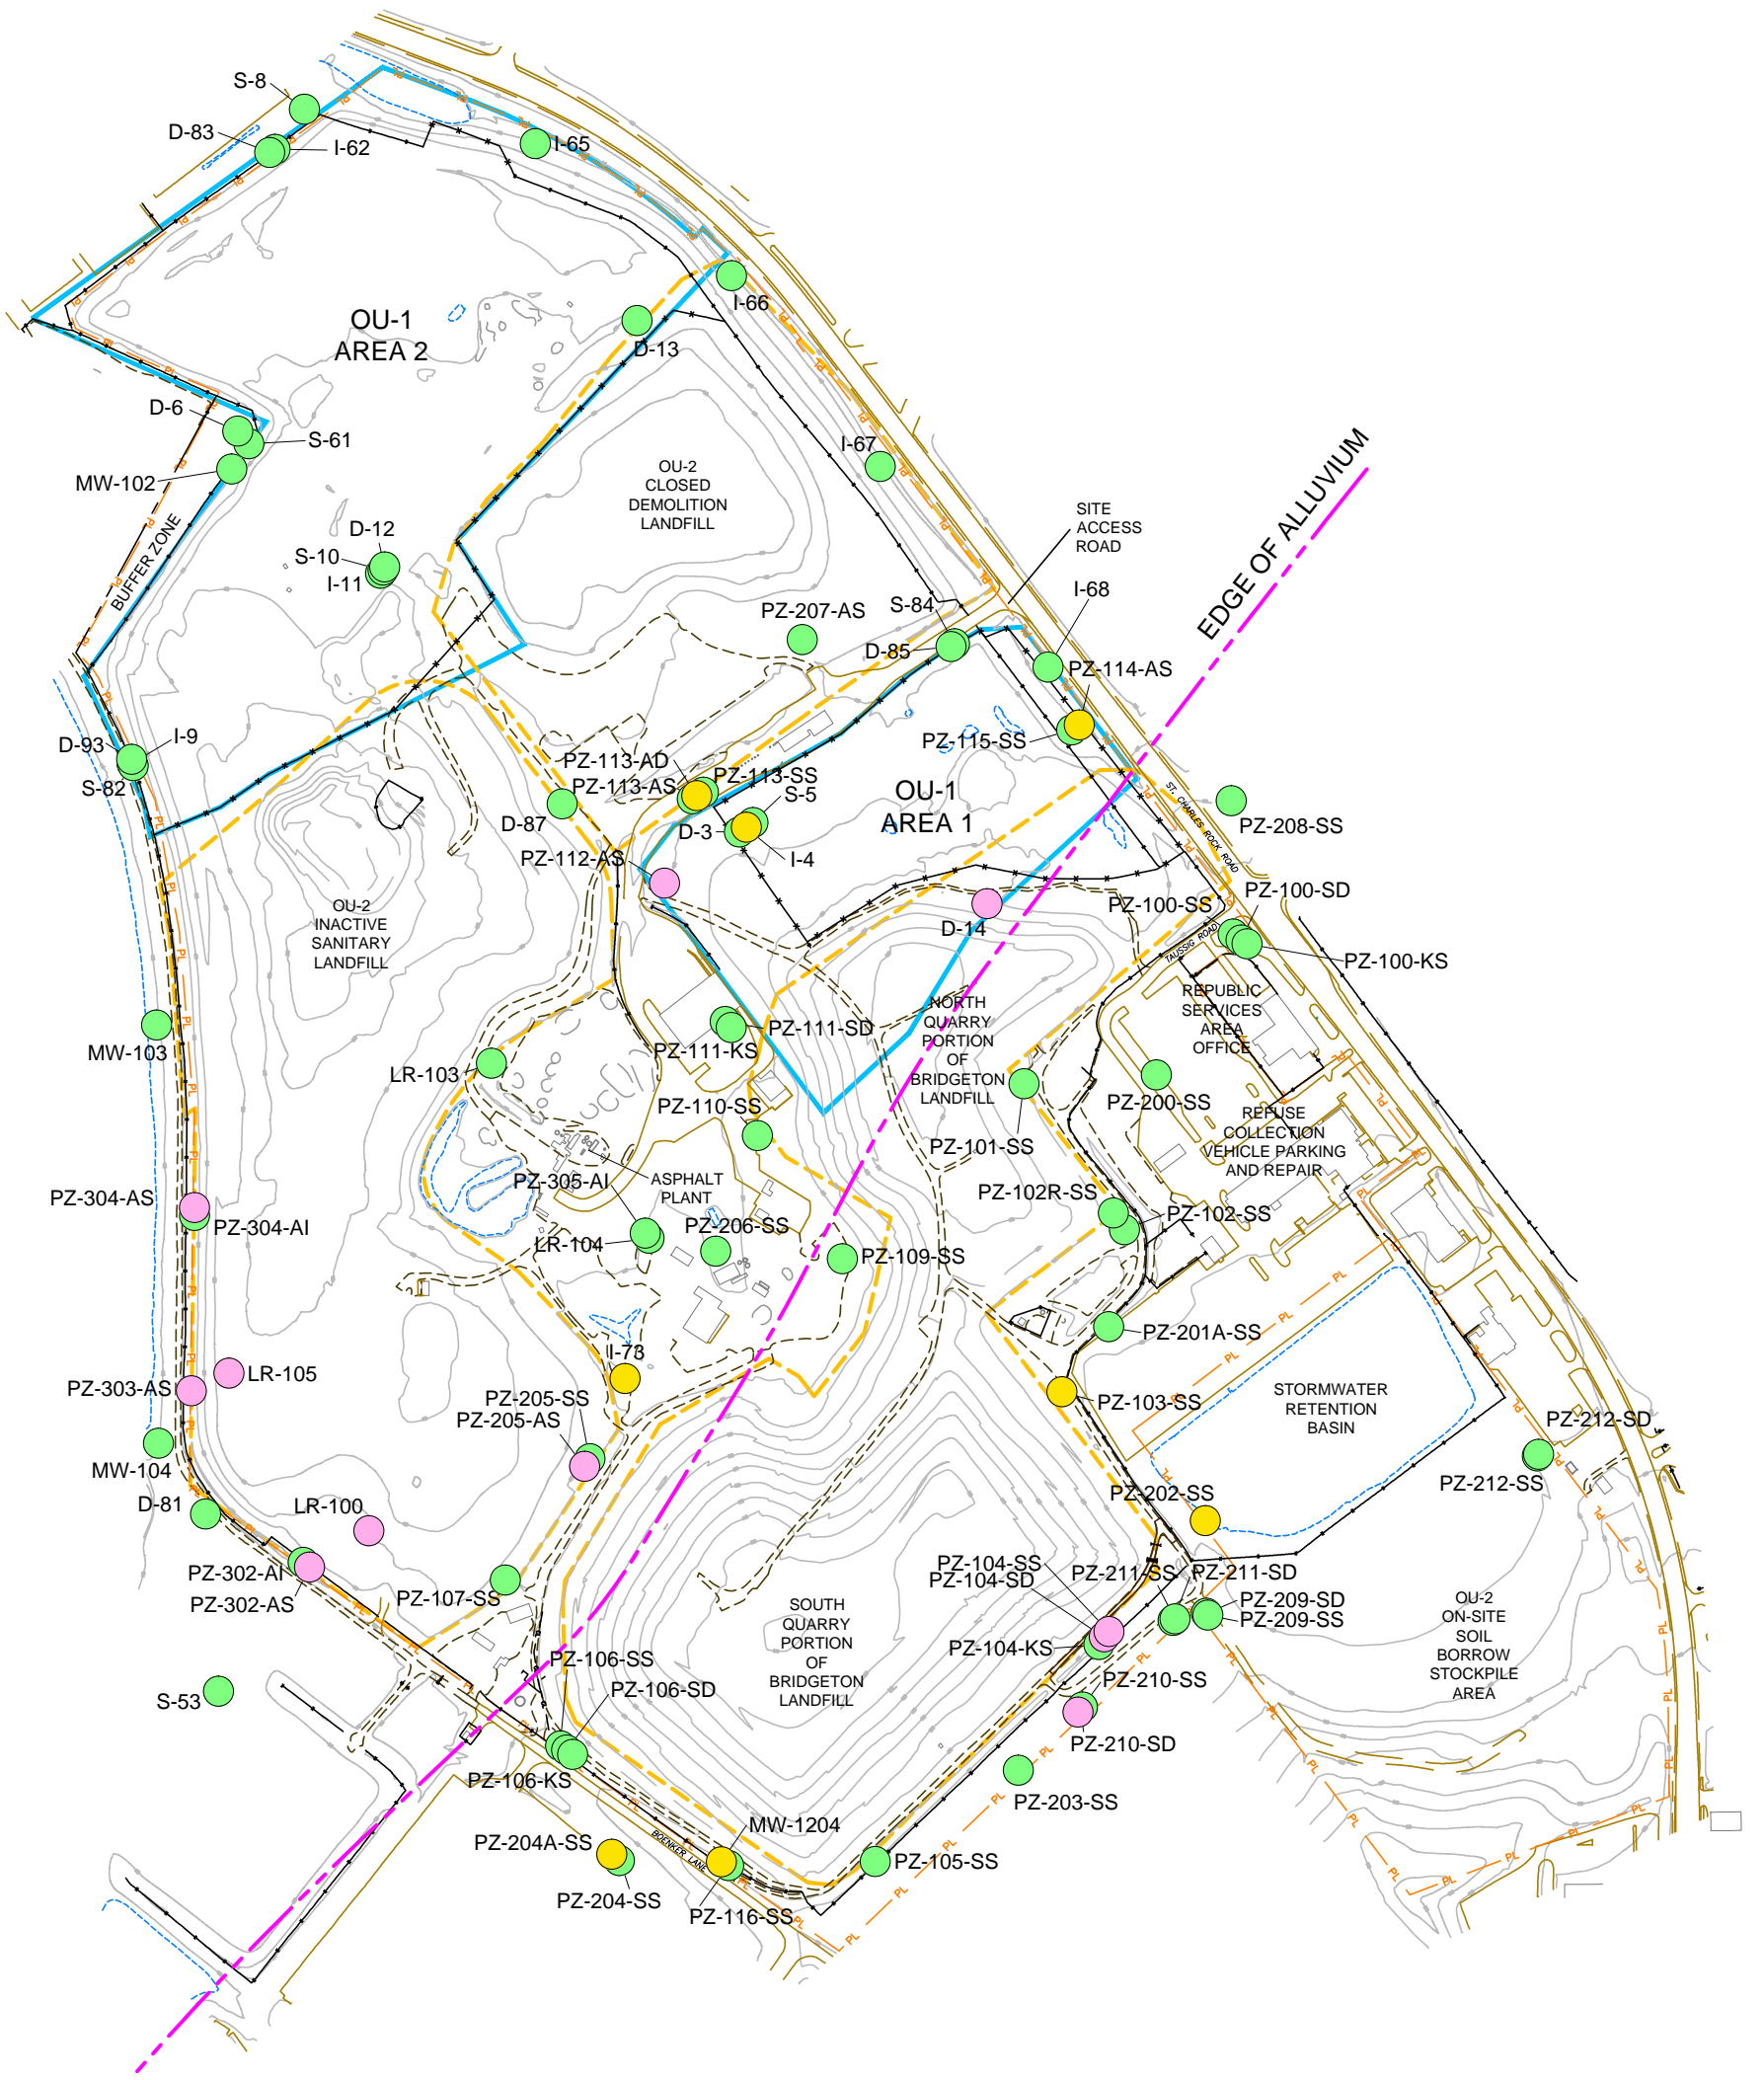 S-8
D-83
I-62
I-65
I-66
OU-1
AREA 2
D-13
D-6
S-61
MW-102
I-67
OU-2
CLOSED
DEMOLITION
LANDFILL
EDGE OF ALLUVIUM
SITE
ACCESS
ROAD
BUFFER ZONE
D-12
S-10
I-11
PZ-207-AS
S-84
D-85
I-68
PZ-114-AS
PZ-115-SS
D-93
I-9
S-82
PZ-113-AD
PZ-113-AS
PZ-113-SS
S-5
D-87
D-3
I-4
OU-1
AREA 1
PZ-208-SS
ST. CHARLES ROCK ROAD
PZ-112-AS
PZ-100-SD
PZ-100-SS
D-14
TAUSSIG ROAD
PZ-100-KS
OU-2
INACTIVE
SANITARY
LANDFILL
REPUBLIC
SERVICES
AREA
OFFICE
NORTH
QUARRY
PORTION
OF
BRIDGETON
LANDFILL
MW-103
PZ-111-SD
PZ-111-KS
LR-103
PZ-110-SS
PZ-200-SS
PZ-101-SS
REFUSE
COLLECTION
VEHICLE PARKING
AND REPAIR
ASPHALT
PLANT
PZ-304-AS
PZ-304-AI
PZ-305-AI
LR-104
PZ-206-SS
PZ-109-SS
PZ-102R-SS
PZ-102-SS
PZ-201A-SS
I-73
LR-105
PZ-303-AS
PZ-205-SS
PZ-205-AS
PZ-103-SS
STORMWATER
RETENTION
BASIN
PZ-212-SD
PZ-212-SS
MW-104
D-81
LR-100
PZ-202-SS
PZ-302-AI
PZ-302-AS
PZ-107-SS
PZ-104-SS
PZ-104-SD
PZ-211-SS
PZ-211-SD
PZ-209-SD
PZ-209-SS
PZ-104-KS
SOUTH
QUARRY
PORTION
OF
BRIDGETON
LANDFILL
OU-2
ON-SITE
SOIL
BORROW
STOCKPILE
AREA
S-53
PZ-106-SS
PZ-106-SD
PZ-210-SS
PZ-210-SD
PZ-106-KS
PZ-203-SS
PZ-204A-SS
BOENKER LANE
MW-1204
PZ-105-SS
PZ-204-SS
PZ-116-SS
PL